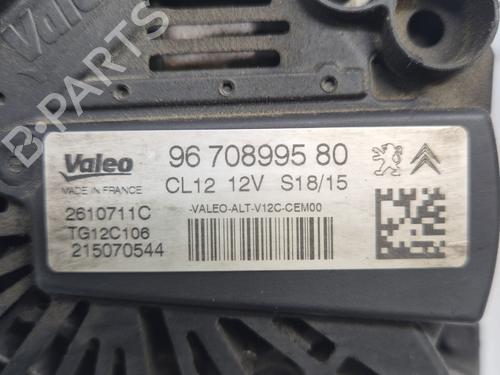 Valeo
B-PARTS
Valeo 96 708995 80
MADE IN FRANCE CL12 12V S18/15
2610711C -VALEO-ALT-V12C-CEM00
TG12C106
215070544